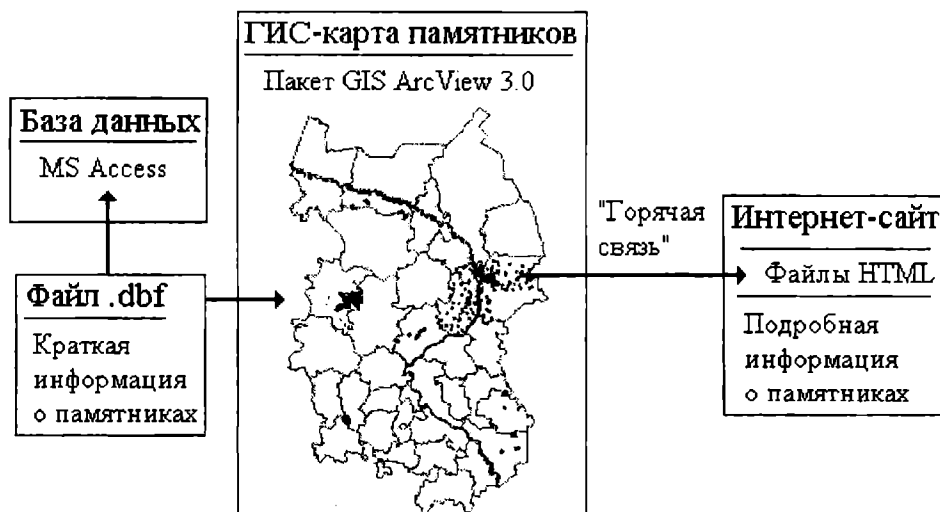 ГИС-карта памятников
Пакет GIS ArcView 3.0
База данных
MS Access
Файл .dbf
Краткая
информация
о памятниках
"Горячая
связь"
Интернет-сайт
Файлы HTML
Подробная
информация
о памятниках